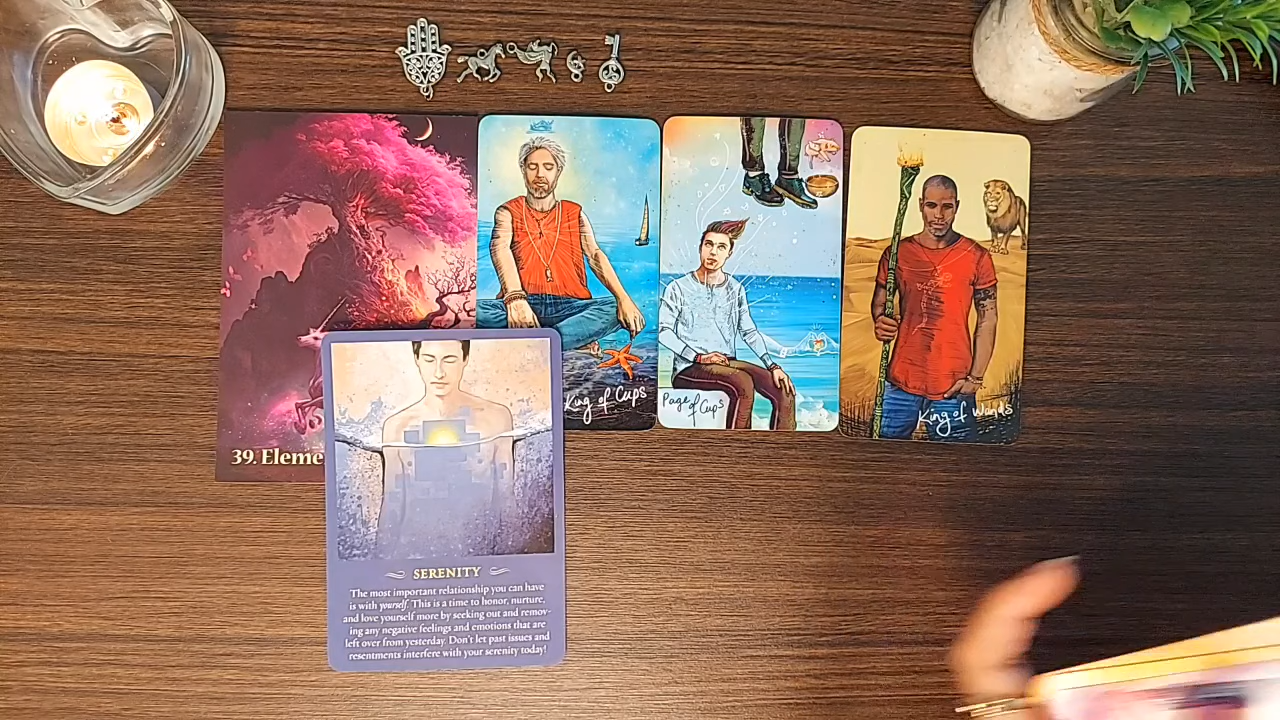 39. Eleme
King of Cups
Page of Cups
King of Wands
SERENITY
The most important relationship you can have
is with yourself. This is a time to honor, nurture,
and love yourself more by seeking out and remov-
ing any negative feelings and emotions that are
left over from yesterday. Don't let past issues and
resentments interfere with your serenity today!